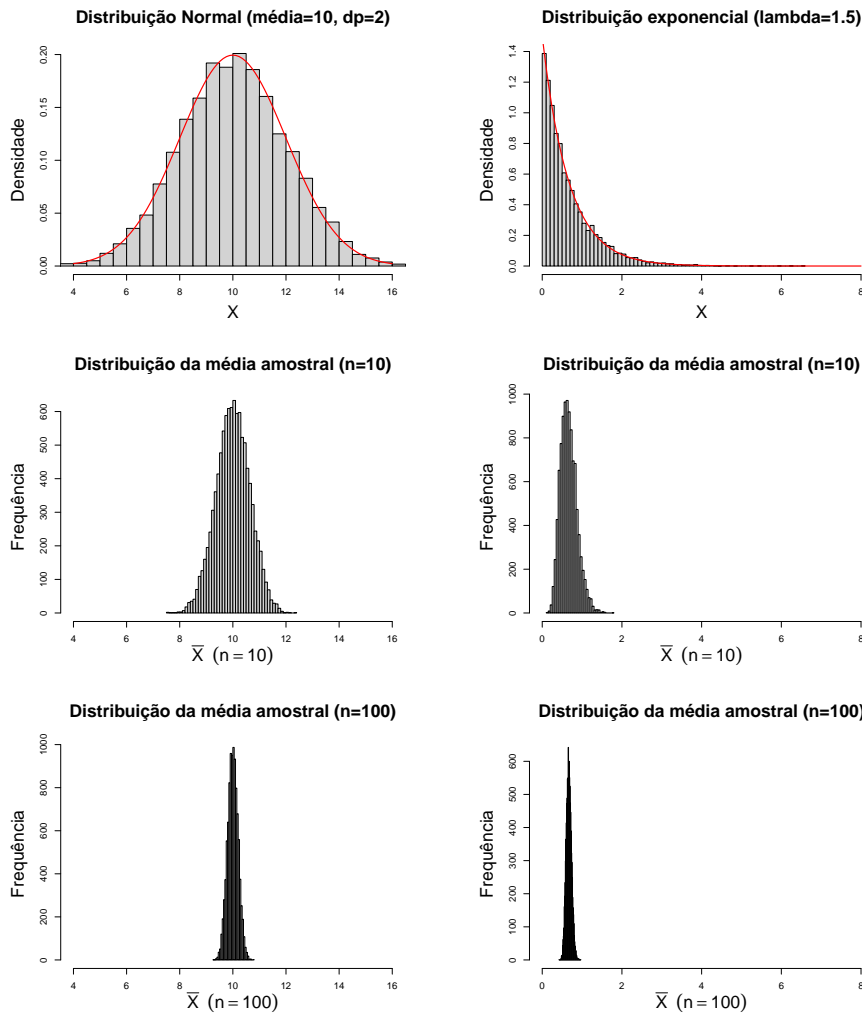 Distribuição Normal (média=10, dp=2)
Densidade
0.00 0.05 0.10 0.15 0.20
4 6 8 10 12 14 16
X
Distribuição exponencial (lambda=1.5)
Densidade
0.0 0.2 0.4 0.6 0.8 1.0 1.2 1.4
0 2 4 6 8
X
Distribuição da média amostral (n=10)
Frequência
0 100 200 300 400 500 600
4 6 8 10 12 14 16
X̅ (n = 10)
Distribuição da média amostral (n=10)
Frequência
0 200 400 600 800 1000
0 2 4 6 8
X̅ (n = 10)
Distribuição da média amostral (n=100)
Frequência
0 200 400 600 800 1000
4 6 8 10 12 14 16
X̅ (n = 100)
Distribuição da média amostral (n=100)
Frequência
0 100 200 300 400 500 600
0 2 4 6 8
X̅ (n = 100)